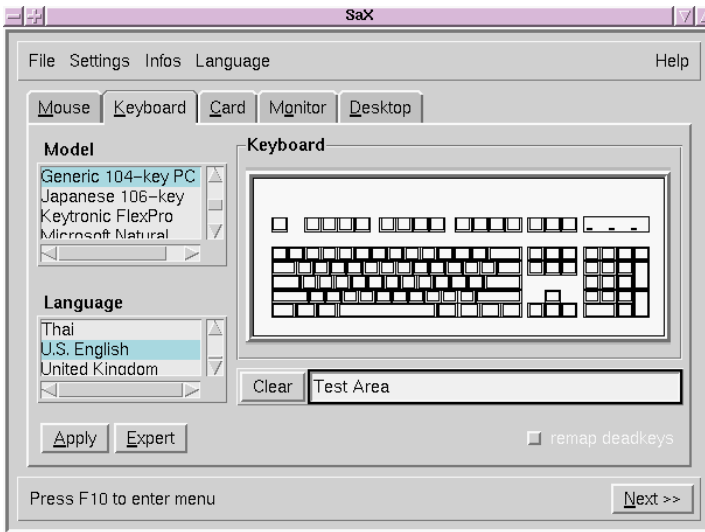 SaX
File Settings Infos Language Help
Mouse Keyboard Card Monitor Desktop
Model
Generic 104-key PC
Japanese 106-key
Keytronic FlexPro
Microsoft Natural
Keyboard
Language
Thai
U.S. English
United Kingdom
Clear Test Area
Apply Expert
remap deadkeys
Press F10 to enter menu
Next >>